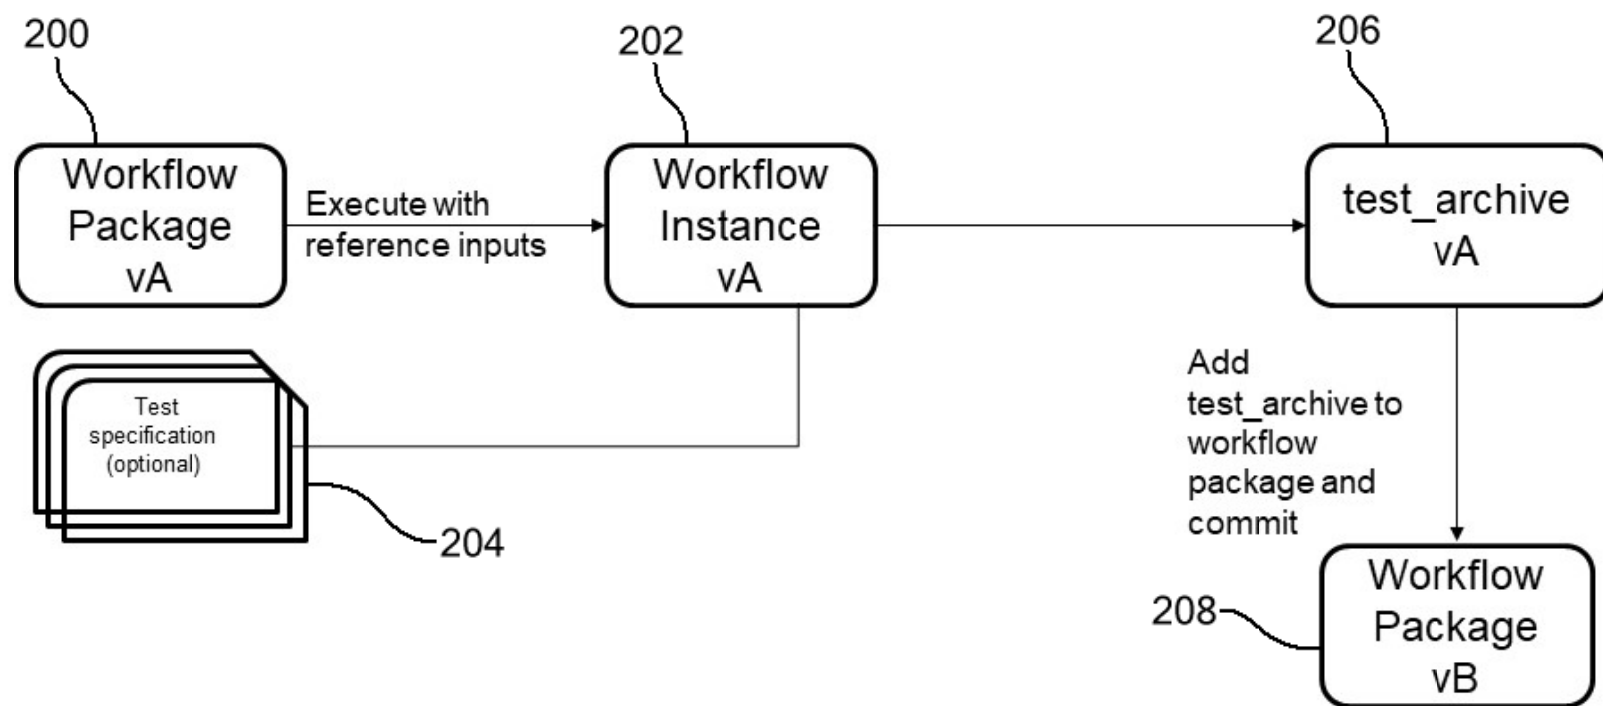 200
202
206
Workflow
Package
vA
Execute with
reference inputs
Workflow
Instance
vA
test_archive
vA
Test
specification
(optional)
204
Add
test_archive to
workflow
package and
commit
208
Workflow
Package
vB